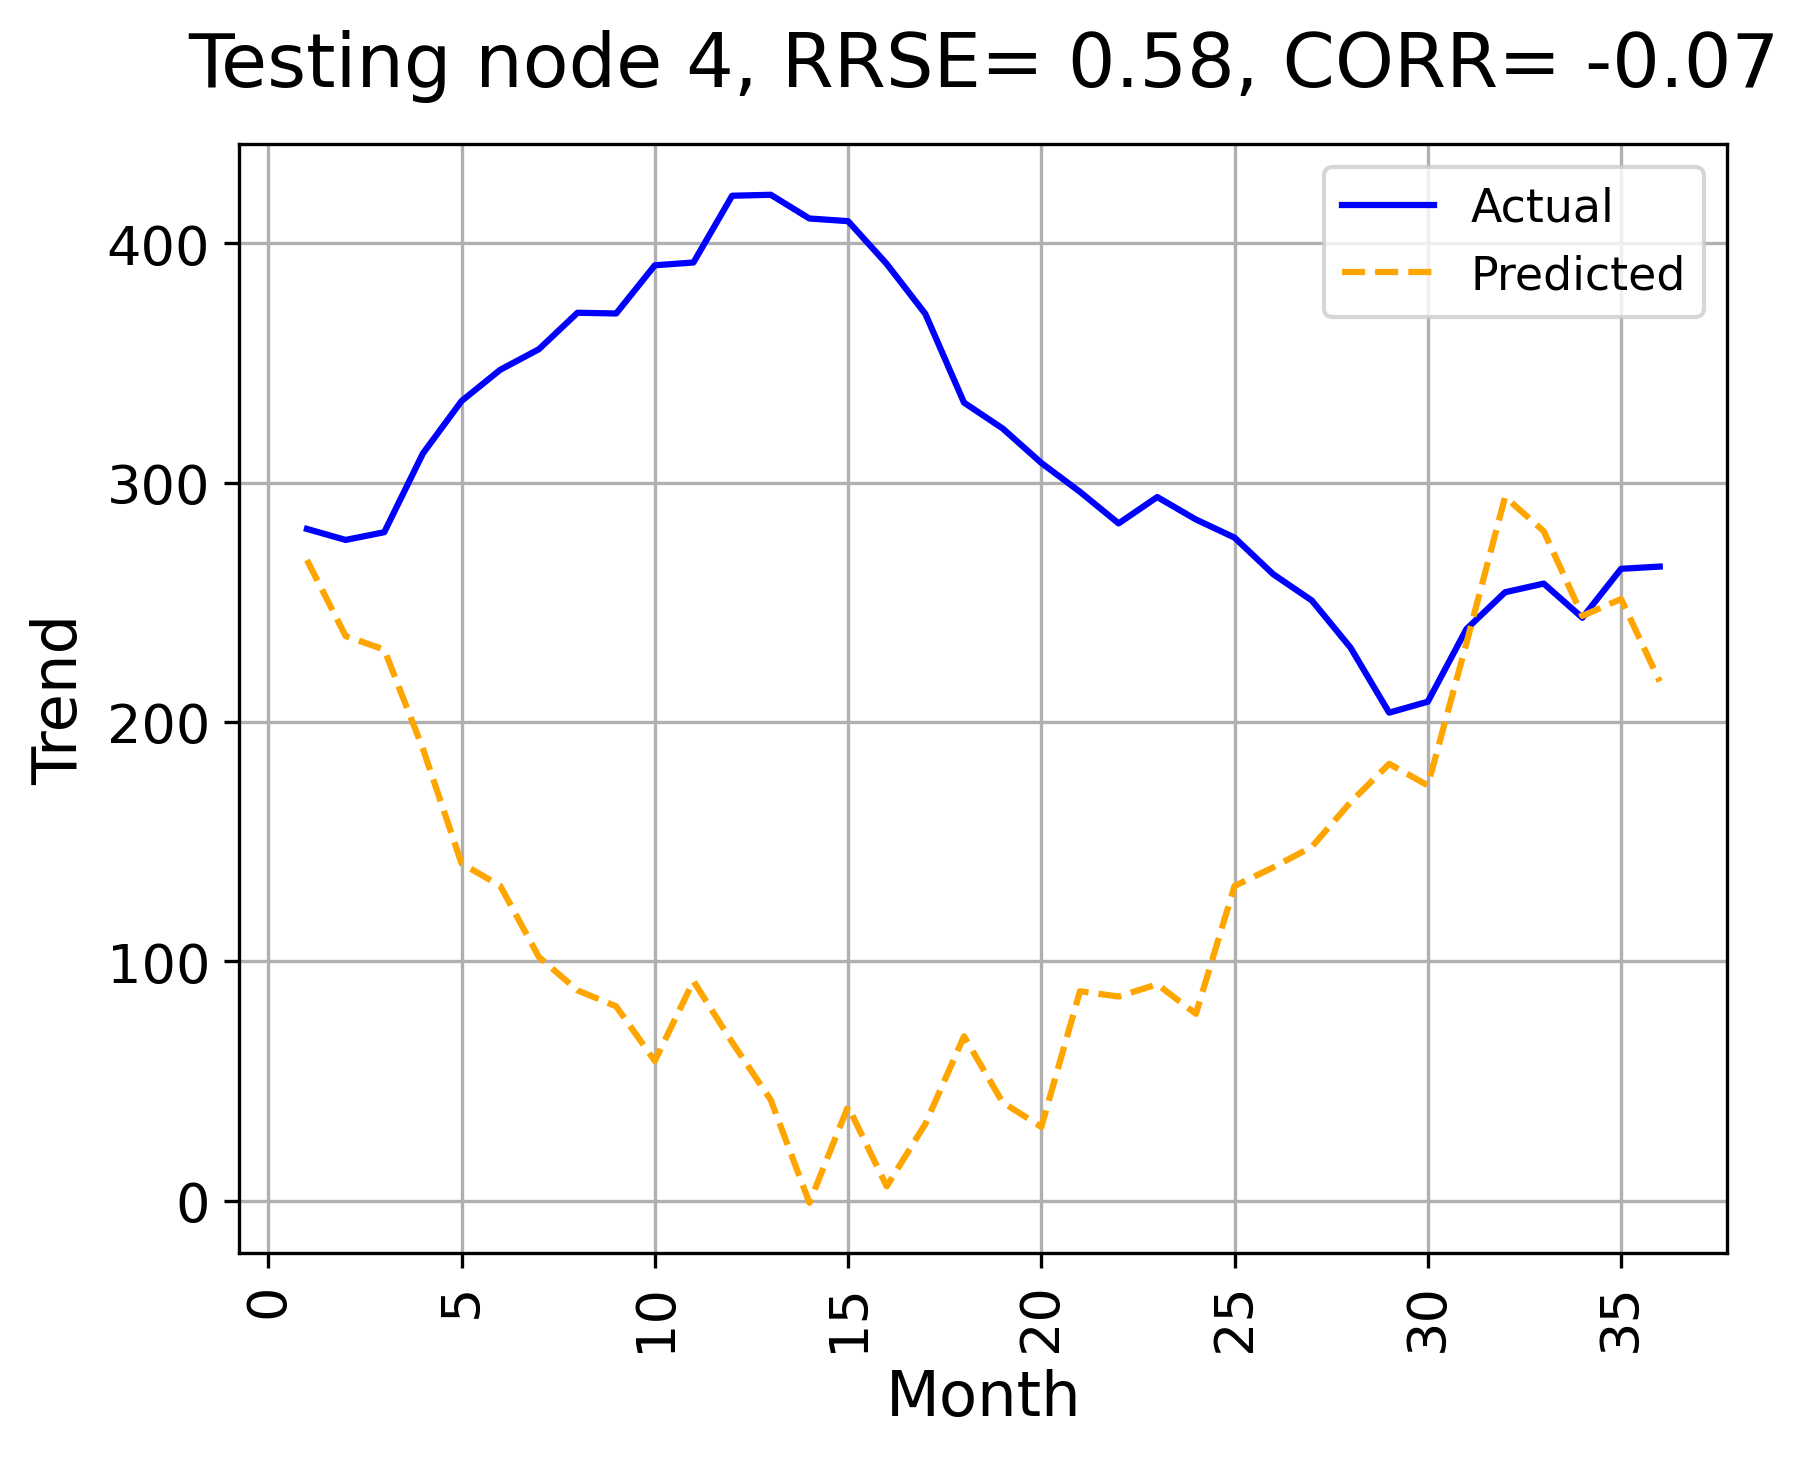 Testing node 4, RRSE= 0.58, CORR= -0.07
Actual
Predicted
Trend
400
300
200
100
0
0 5 10 15 20 25 30 35
Month